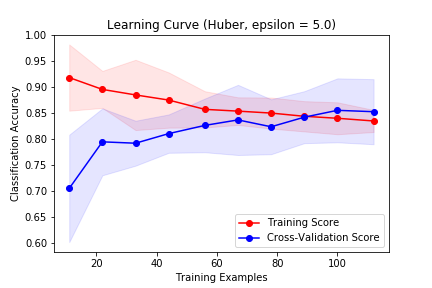 Learning Curve (Huber, epsilon = 5.0)
Classification Accuracy
1.00
0.95
0.90
0.85
0.80
0.75
0.70
0.65
0.60
Training Score
Cross-Validation Score
20 40 60 80 100
Training Examples